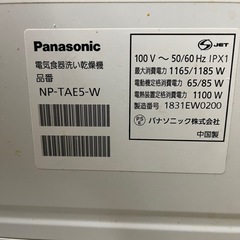 Panasonic
電気食器洗い乾燥機
品番
NP-TAE5-W
JET
100 V ~ 50/60 Hz IPX1
最大消費電力 1165/1185 W
電動機定格消費電力 65/85 W
電熱装置定格消費電力 1100 W
製造番号 1831EW0200
パナソニック株式会社
中国製